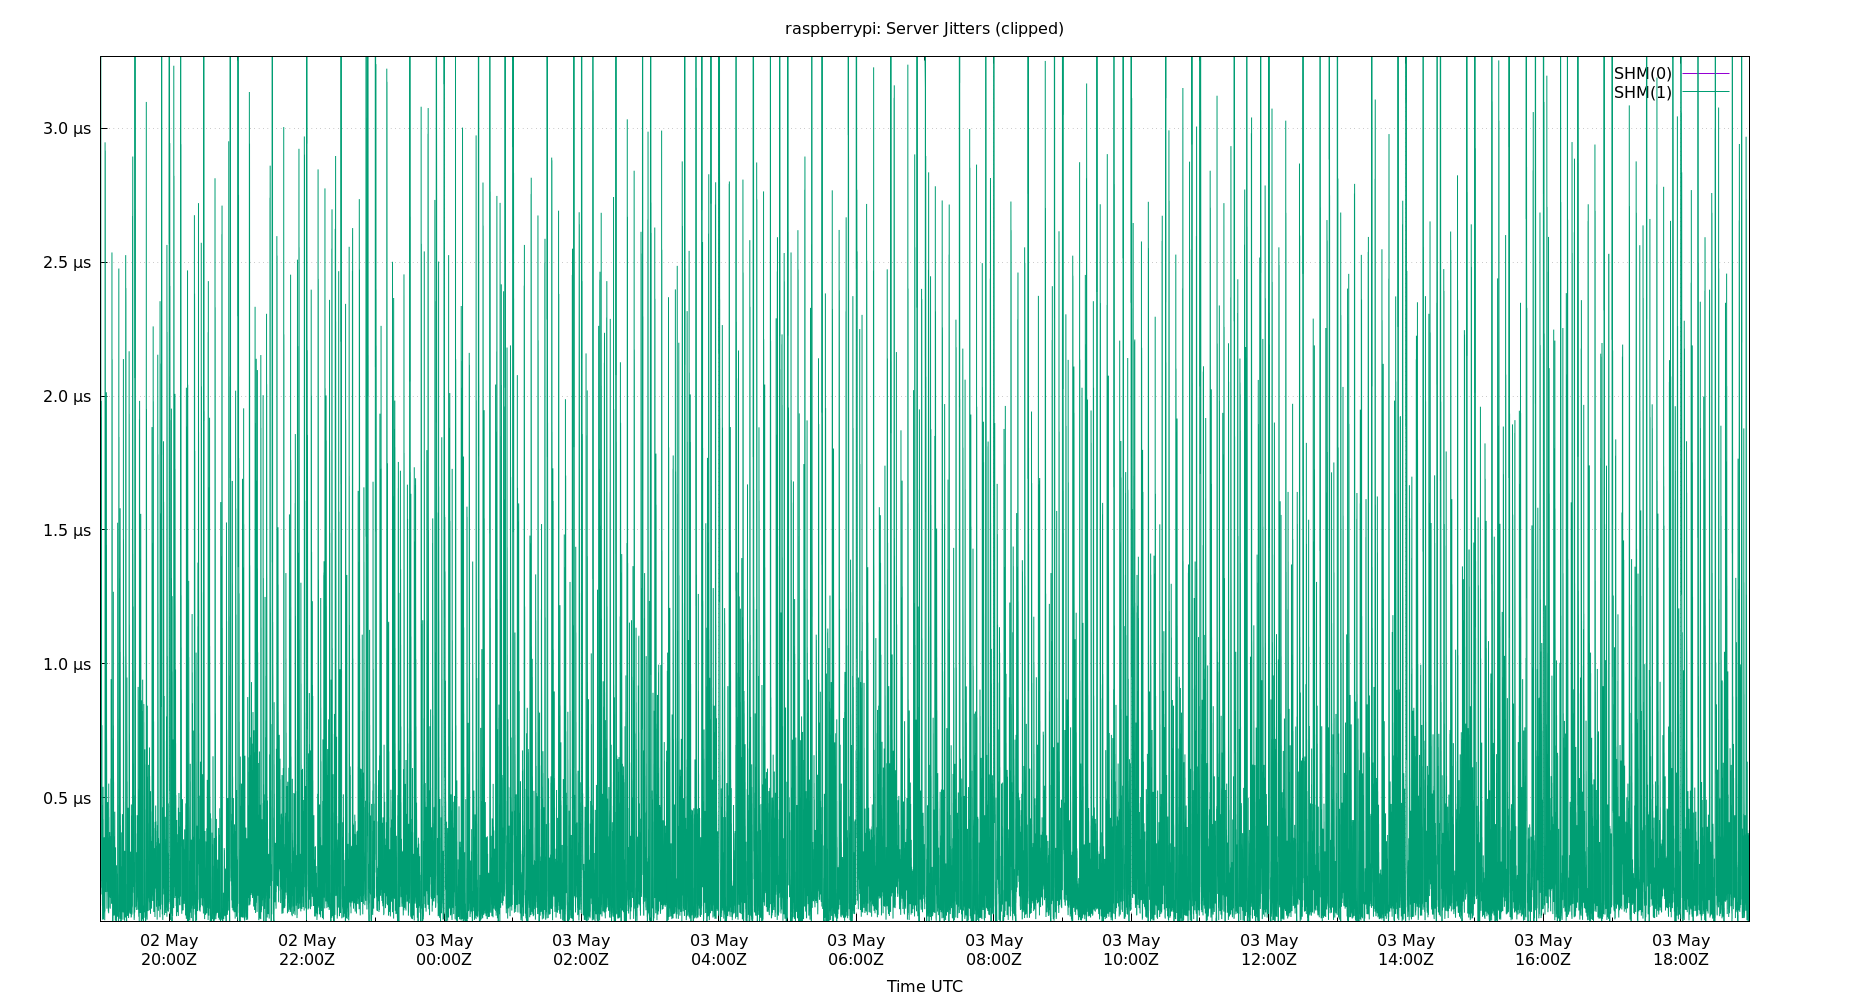 raspberrypi: Server Jitters (clipped)
SHM(0)
SHM(1)
3.0 µs
2.5 µs
2.0 µs
1.5 µs
1.0 µs
0.5 µs
02 May 02 May 03 May 03 May 03 May 03 May 03 May 03 May 03 May 03 May 03 May 03 May
20:00Z 22:00Z 00:00Z 02:00Z 04:00Z 06:00Z 08:00Z 10:00Z 12:00Z 14:00Z 16:00Z 18:00Z
Time UTC